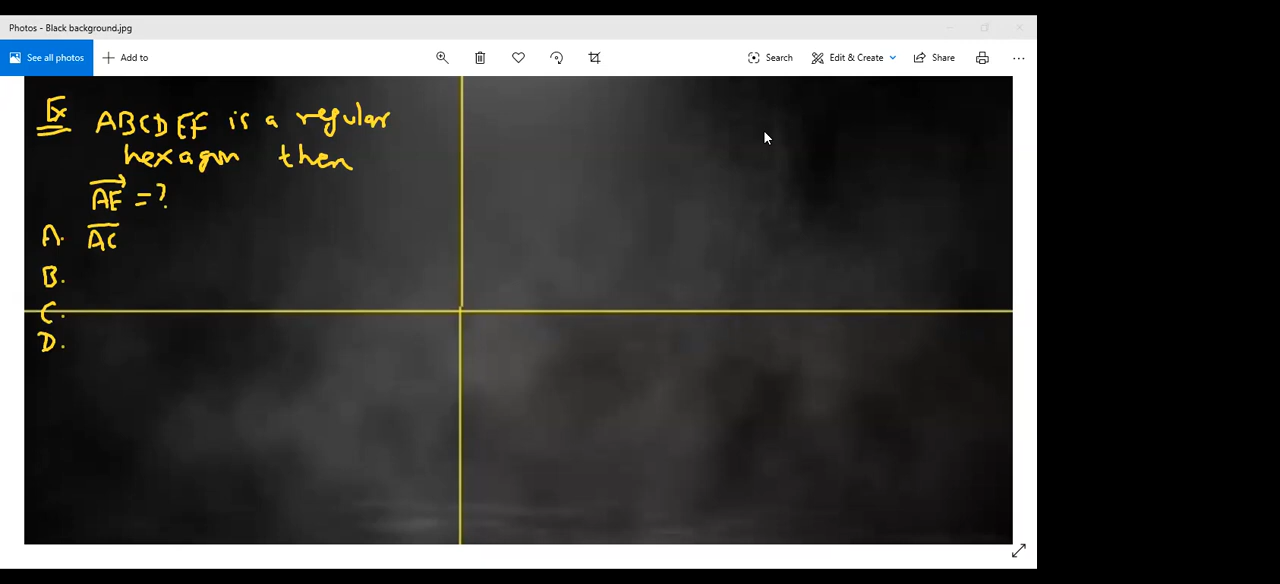 Photos - Black background.jpg
See all photos
Add to
Search
Edit & Create
Share
Ex ABCDEF is a regular
hexagon then
AE = ?
A. AC
B.
C.
D.